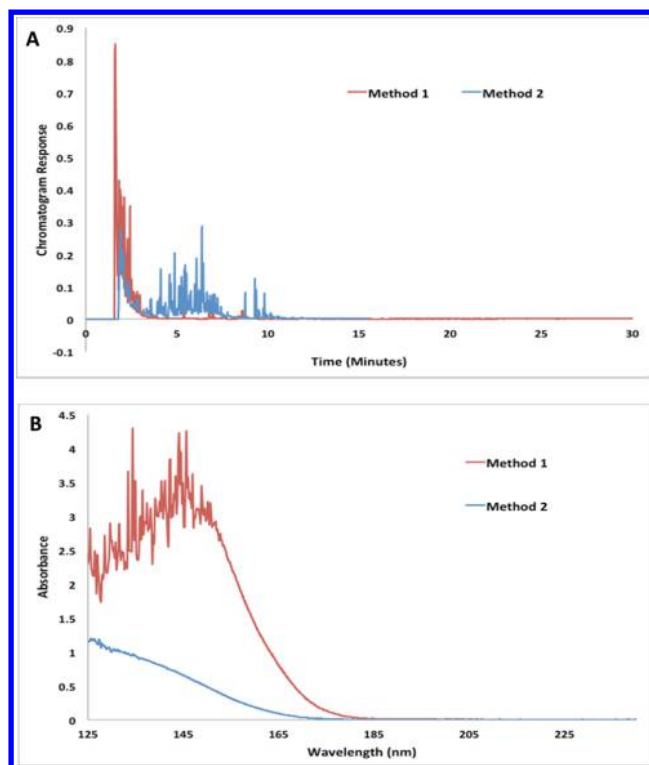 A
0.9
0.8
0.7
0.6
0.5
0.4
0.3
0.2
0.1
0
-0.1
Chromatogram Response
Method 1 Method 2
0 5 10 15 20 25 30
Time (Minutes)
B
4.5
4
3.5
3
2.5
2
1.5
1
0.5
0
Absorbance
Method 1
Method 2
125 145 165 185 205 225
Wavelength (nm)